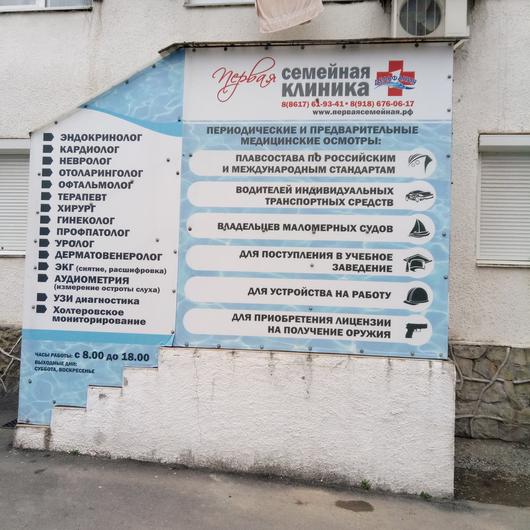 Первая СЕМЕЙНАЯ
КЛИНИКА
8(8617) 61-93-41 • 8(918) 676-06-17
www.перваясемейная.рф
ПЕРИОДИЧЕСКИЕ И ПРЕДВАРИТЕЛЬНЫЕ
МЕДИЦИНСКИЕ ОСМОТРЫ:
ПЛАВСОСТАВА ПО РОССИЙСКИМ
И МЕЖДУНАРОДНЫМ СТАНДАРТАМ
ВОДИТЕЛЕЙ ИНДИВИДУАЛЬНЫХ
ТРАНСПОРТНЫХ СРЕДСТВ
ВЛАДЕЛЬЦЕВ МАЛОМЕРНЫХ СУДОВ
ДЛЯ ПОСТУПЛЕНИЯ В УЧЕБНОЕ
ЗАВЕДЕНИЕ
ДЛЯ УСТРОЙСТВА НА РАБОТУ
ДЛЯ ПРИОБРЕТЕНИЯ ЛИЦЕНЗИИ
НА ПОЛУЧЕНИЕ ОРУЖИЯ
ЭНДОКРИНОЛОГ
КАРДИОЛОГ
НЕВРОЛОГ
ОТОЛАРИНГОЛОГ
ОФТАЛЬМОЛОГ
ТЕРАПЕВТ
ХИРУРГ
ГИНЕКОЛОГ
ПРОФПАТОЛОГ
УРОЛОГ
ДЕРМАТОВЕНЕРОЛОГ
ЭКГ (снятие, расшифровка)
АУДИОМЕТРИЯ
(измерение остроты слуха)
УЗИ диагностика
Холтеровское
мониторирование
ЧАСЫ РАБОТЫ: с 8.00 до 18.00
ВЫХОДНЫЕ ДНИ:
СУББОТА, ВОСКРЕСЕНЬЕ